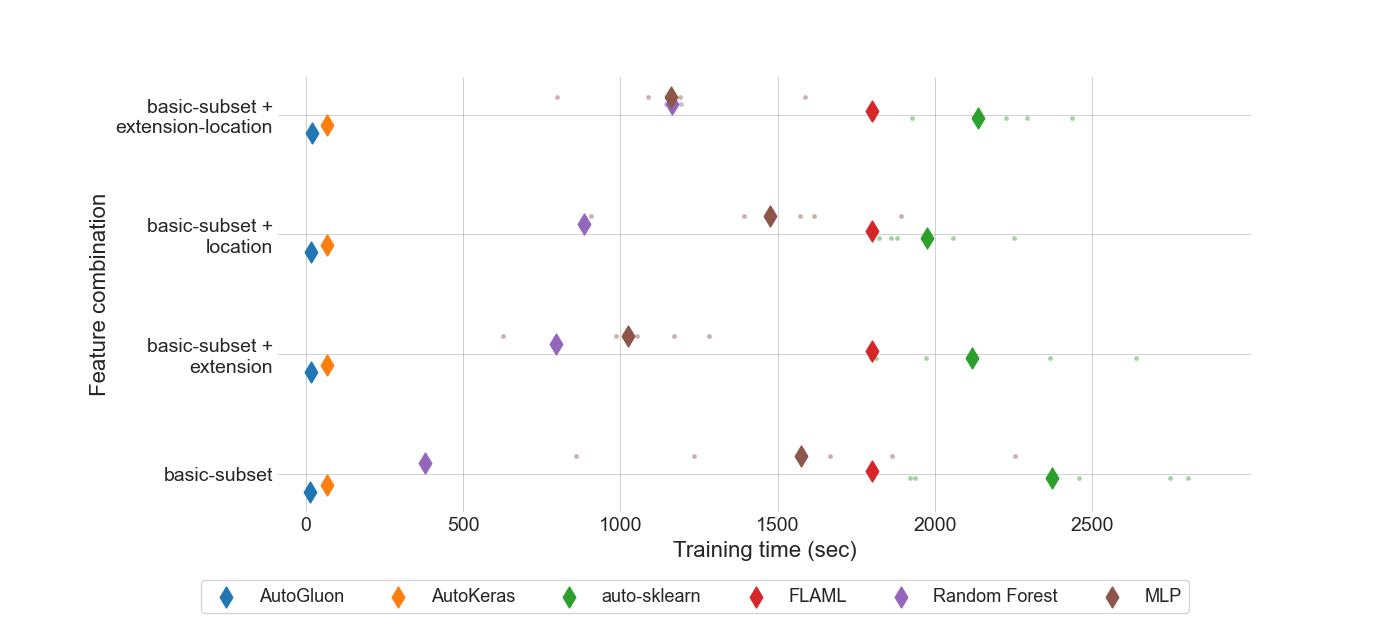 basic-subset +
extension-location
basic-subset +
location
basic-subset +
extension
basic-subset
Feature combination
0 500 1000 1500 2000 2500
Training time (sec)
AutoGluon AutoKeras auto-sklearn FLAML Random Forest MLP